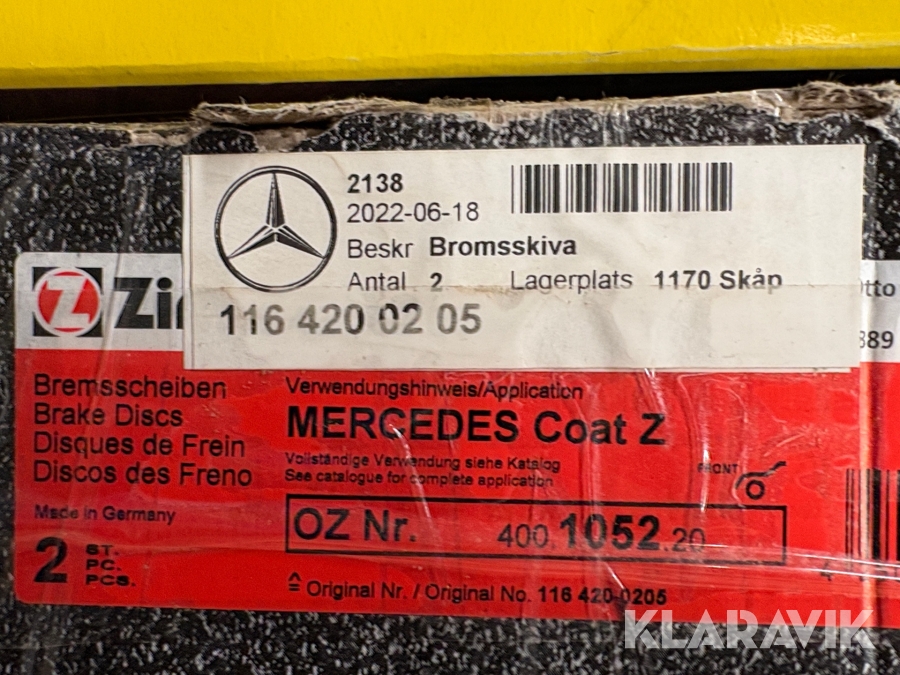 2138
2022-06-18
Beskr Bromsskiva
Antal 2 Lagerplats 1170 Skåp
116 420 02 05
Z
Bremsscheiben
Brake Discs
Disques de Frein
Discos des Freno
Made in Germany
2 ST.
PC.
PCS.
Verwendungshinweis/Application
MERCEDES Coat Z
Vollständige Verwendung siehe Katalog
See catalogue for complete application
FRONT
OZ Nr. 400.1052.20
≙ Original Nr. / Original No. 116 420-0205
Otto
889
KLARAVIK